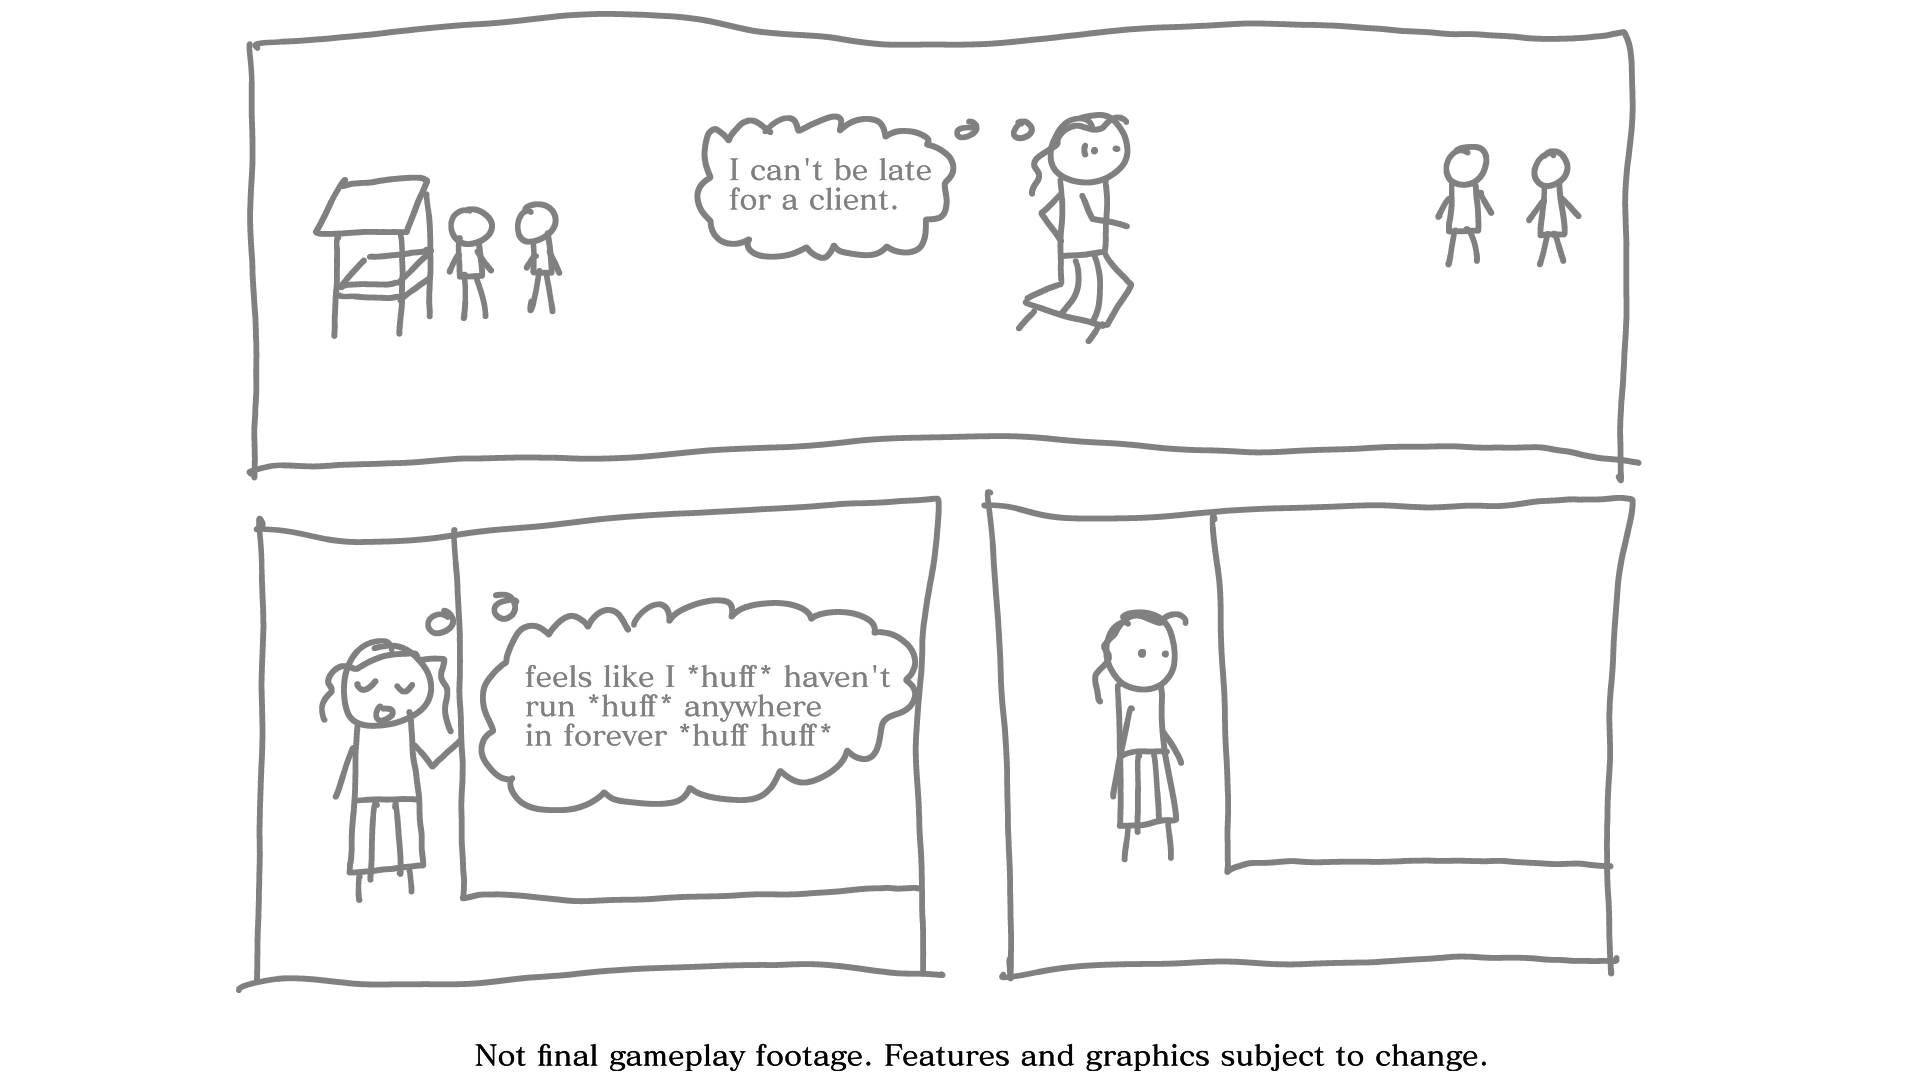 I can't be late
for a client.
feels like I *huff* haven't
run *huff* anywhere
in forever *huff huff*
Not final gameplay footage. Features and graphics subject to change.